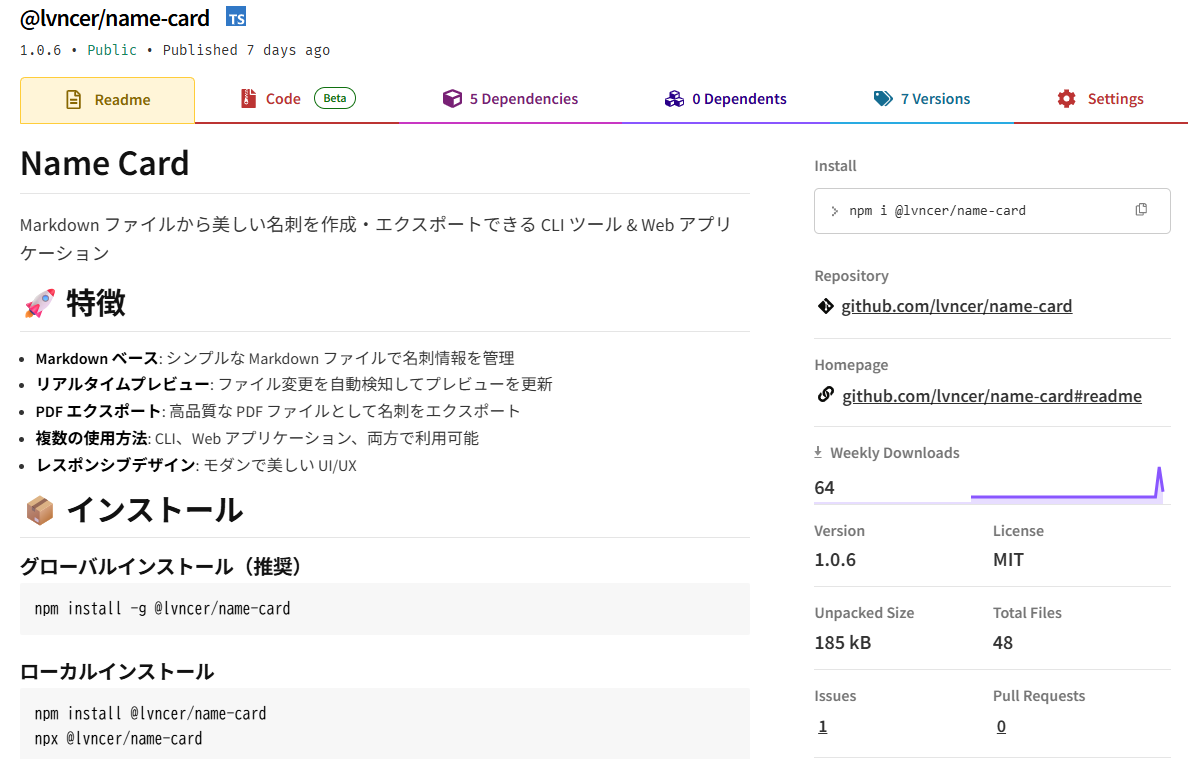 @lvncer/name-card TS
1.0.6 • Public • Published 7 days ago
Readme
Code Beta
5 Dependencies
0 Dependents
7 Versions
Settings
Name Card
Markdown ファイルから美しい名刺を作成・エクスポートできる CLI ツール & Web アプリ
ケーション
🚀 特徴
• Markdown ベース: シンプルな Markdown ファイルで名刺情報を管理
• リアルタイムプレビュー: ファイル変更を自動検知してプレビューを更新
• PDF エクスポート: 高品質な PDF ファイルとして名刺をエクスポート
• 複数の使用方法: CLI、Web アプリケーション、両方で利用可能
• レスポンシブデザイン: モダンで美しい UI/UX
📦 インストール
グローバルインストール（推奨）
npm install -g @lvncer/name-card
ローカルインストール
npm install @lvncer/name-card
npx @lvncer/name-card
Install
npm i @lvncer/name-card
Repository
github.com/lvncer/name-card
Homepage
github.com/lvncer/name-card#readme
Weekly Downloads
64
Version
1.0.6
License
MIT
Unpacked Size
185 kB
Total Files
48
Issues
1
Pull Requests
0